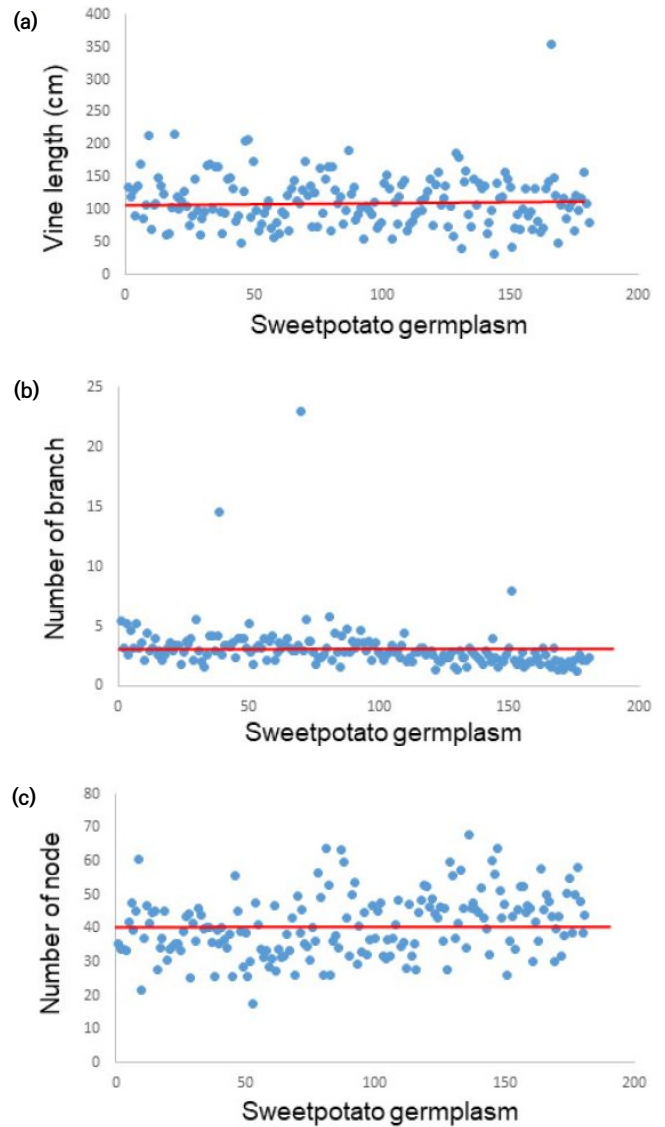 (a)
400
350
300
250
200
150
100
50
0
Vine length (cm)
0 50 100 150 200
Sweetpotato germplasm
(b)
25
20
15
10
5
0
Number of branch
0 50 100 150 200
Sweetpotato germplasm
(c)
80
70
60
50
40
30
20
10
0
Number of node
0 50 100 150 200
Sweetpotato germplasm